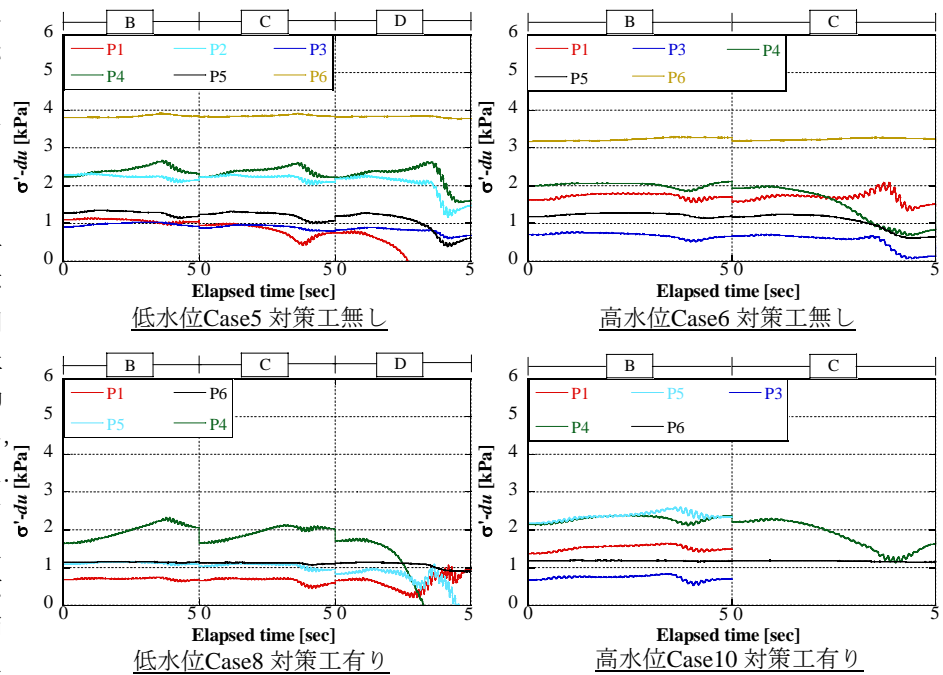 B C D
6
5
4
3
2
1
0
σ'-du [kPa]
P1 P2 P3
P4 P5 P6
0 5 0 5 0 5
Elapsed time [sec]
低水位Case5 対策工無し
B C
6
5
4
3
2
1
0
σ'-du [kPa]
P1 P3 P4
P5 P6
0 5 0 5
Elapsed time [sec]
高水位Case6 対策工無し
B C D
6
5
4
3
2
1
0
σ'-du [kPa]
P1 P6
P5 P4
0 5 0 5 0 5
Elapsed time [sec]
低水位Case8 対策工有り
B C
6
5
4
3
2
1
0
σ'-du [kPa]
P1 P5 P3
P4 P6
0 5 0 5
Elapsed time [sec]
高水位Case10 対策工有り